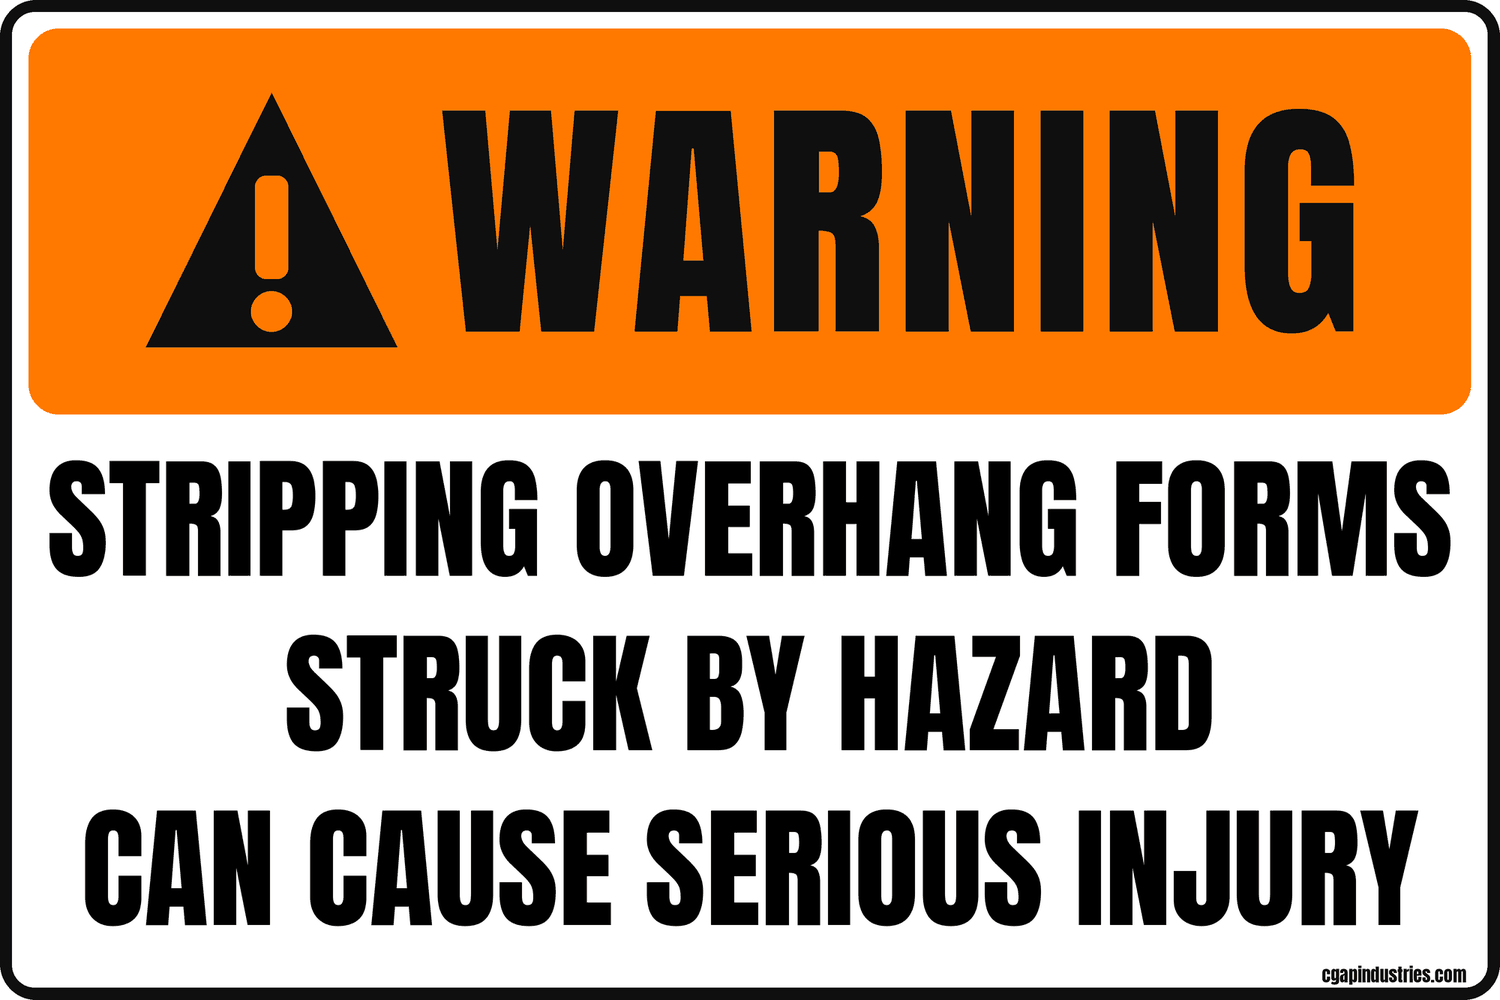 WARNING
STRIPPING OVERHANG FORMS
STRUCK BY HAZARD
CAN CAUSE SERIOUS INJURY
cgapindustries.com